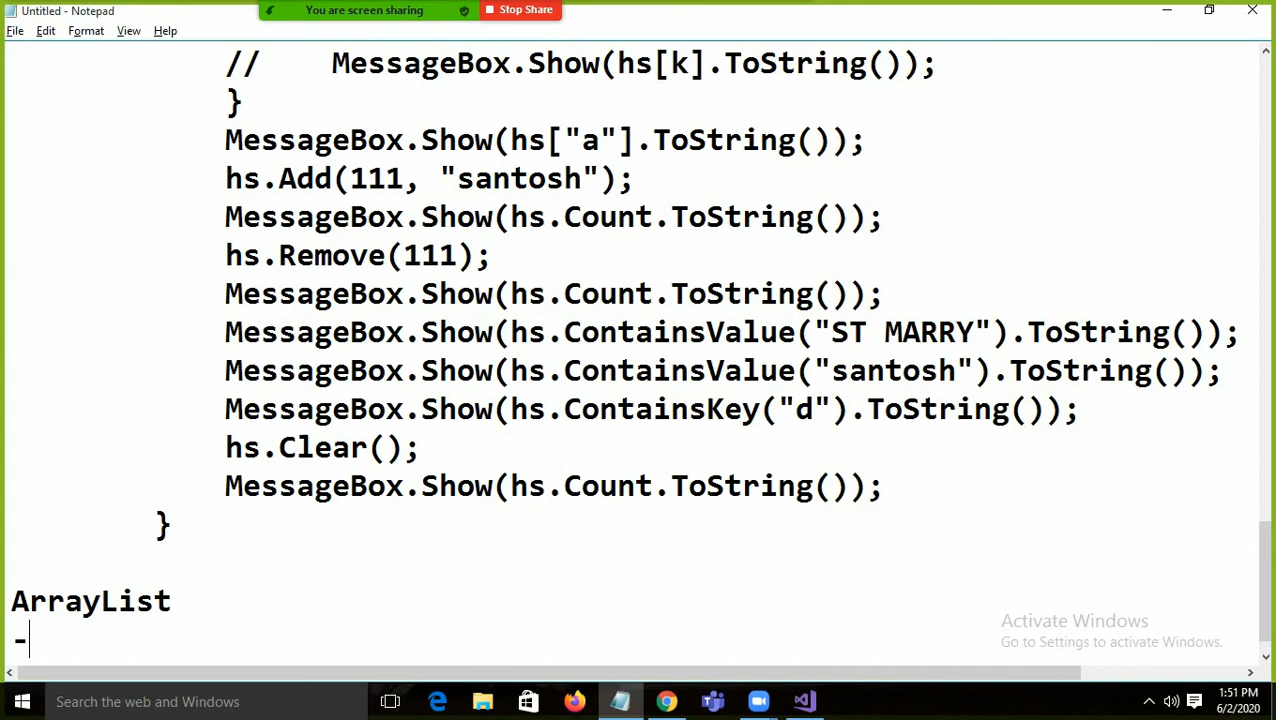 Untitled - Notepad
You are screen sharing
Stop Share
File Edit Format View Help
// MessageBox.Show(hs[k].ToString());
}
MessageBox.Show(hs["a"].ToString());
hs.Add(111, "santosh");
MessageBox.Show(hs.Count.ToString());
hs.Remove(111);
MessageBox.Show(hs.Count.ToString());
MessageBox.Show(hs.ContainsValue("ST MARRY").ToString());
MessageBox.Show(hs.ContainsValue("santosh").ToString());
MessageBox.Show(hs.ContainsKey("d").ToString());
hs.Clear();
MessageBox.Show(hs.Count.ToString());
}
ArrayList
-
Activate Windows
Go to Settings to activate Windows.
Search the web and Windows
1:51 PM
6/2/2020